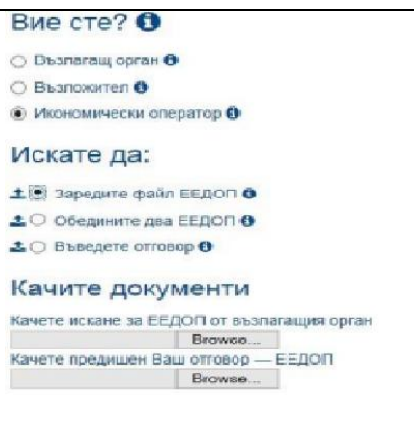 Вие сте?
Възлагащ орган
Възложител
Икономически оператор
Искате да:
Заредите файл ЕЕДОП
Обедините два ЕЕДОП
Въведете отговор
Качите документи
Качете искане за ЕЕДОП от възлагащия орган
Browse...
Качете предишен Ваш отговор — ЕЕДОП
Browse...